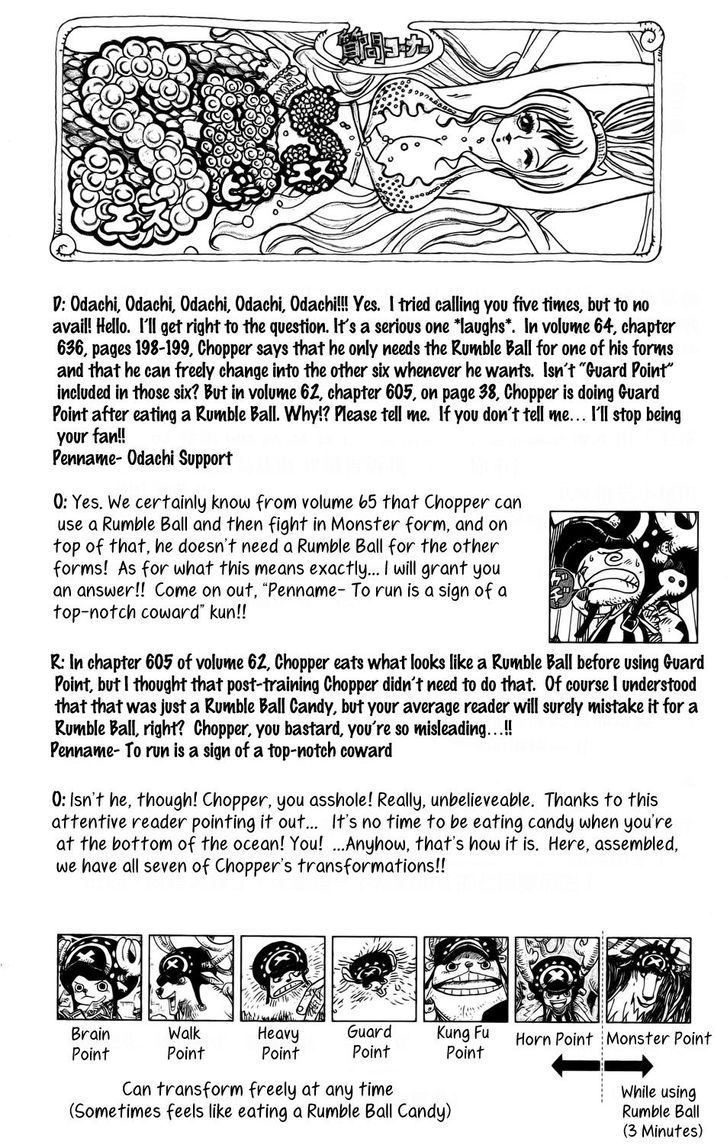 質問コーナー
S
B
S
エス
ビー
エス
D: Odachi, Odachi, Odachi, Odachi, Odachi!!! Yes. I tried calling you five times, but to no
avail! Hello. I'll get right to the question. It's a serious one *laughs*. In volume 64, chapter
636, pages 198-199, Chopper says that he only needs the Rumble Ball for one of his forms
and that he can freely change into the other six whenever he wants. Isn't "Guard Point"
included in those six? But in volume 62, chapter 605, on page 38, Chopper is doing Guard
Point after eating a Rumble Ball. Why!? Please tell me. If you don't tell me... I'll stop being
your fan!!
Penname- Odachi Support
O: Yes. We certainly know from volume 65 that Chopper can
use a Rumble Ball and then fight in Monster form, and on
top of that, he doesn't need a Rumble Ball for the other
forms! As for what this means exactly... I will grant you
an answer!! Come on out, "Penname- To run is a sign of a
top-notch coward" kun!!
R: In chapter 605 of volume 62, Chopper eats what looks like a Rumble Ball before using Guard
Point, but I thought that post-training Chopper didn't need to do that. Of course I understood
that that was just a Rumble Ball Candy, but your average reader will surely mistake it for a
Rumble Ball, right? Chopper, you bastard, you're so misleading...!!
Penname- To run is a sign of a top-notch coward
O: Isn't he, though! Chopper, you asshole! Really, unbelieveable. Thanks to this
attentive reader pointing it out... It's no time to be eating candy when you're
at the bottom of the ocean! You! ...Anyhow, that's how it is. Here, assembled,
we have all seven of Chopper's transformations!!
Brain
Point
Walk
Point
Heavy
Point
Guard
Point
Kung Fu
Point
Horn Point
Monster Point
Can transform freely at any time
(Sometimes feels like eating a Rumble Ball Candy)
While using
Rumble Ball
(3 Minutes)